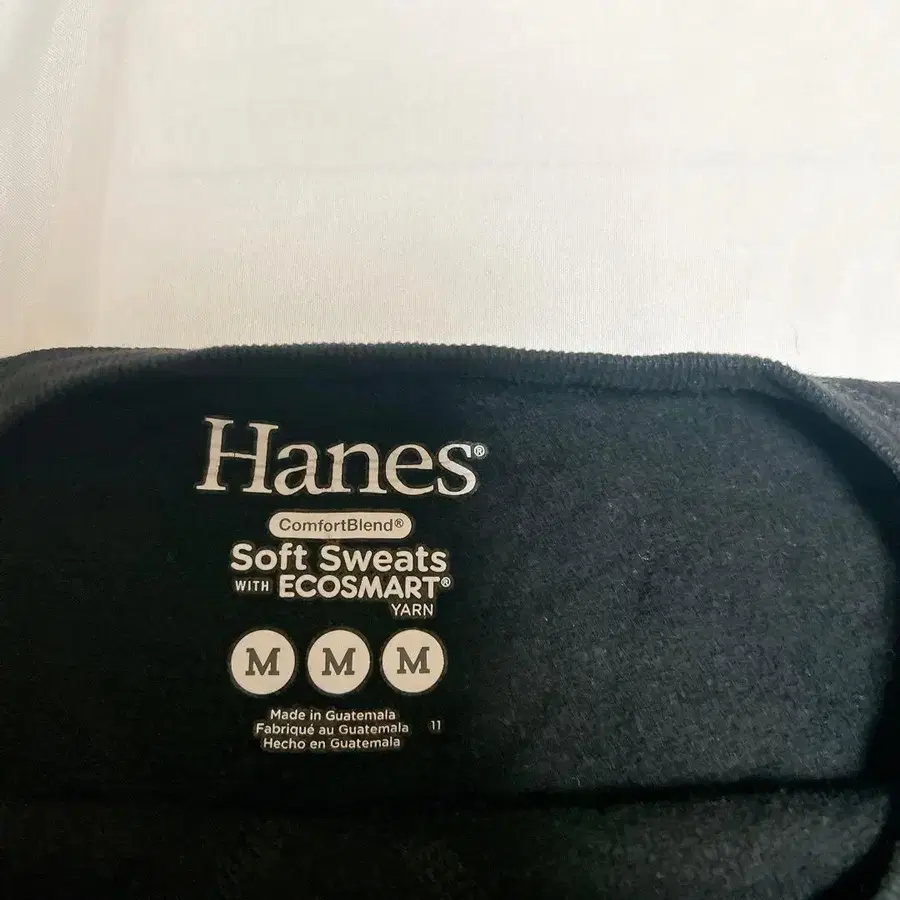 Hanes®
ComfortBlend®
Soft Sweats
WITH ECOSMART®
YARN
M M M
Made in Guatemala
Fabriqué au Guatemala 11
Hecho en Guatemala